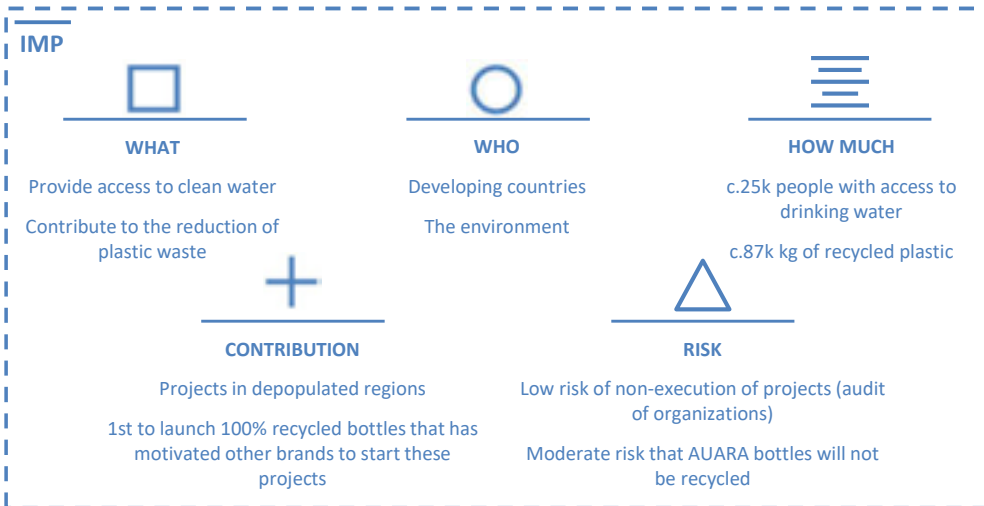 IMP
WHAT
Provide access to clean water
Contribute to the reduction of
plastic waste
WHO
Developing countries
The environment
HOW MUCH
c.25k people with access to
drinking water
c.87k kg of recycled plastic
CONTRIBUTION
Projects in depopulated regions
1st to launch 100% recycled bottles that has
motivated other brands to start these
projects
RISK
Low risk of non-execution of projects (audit
of organizations)
Moderate risk that AUARA bottles will not
be recycled